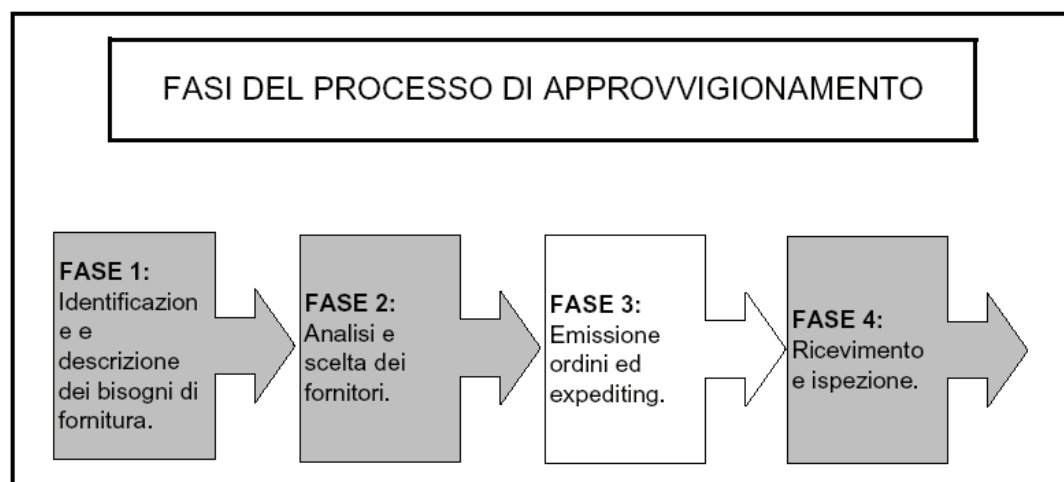 FASI DEL PROCESSO DI APPROVVIGIONAMENTO
FASE 1:
Identificazion
e e
descrizione
dei bisogni di
fornitura.
FASE 2:
Analisi e
scelta dei
fornitori.
FASE 3:
Emissione
ordini ed
expediting.
FASE 4:
Ricevimento
e ispezione.